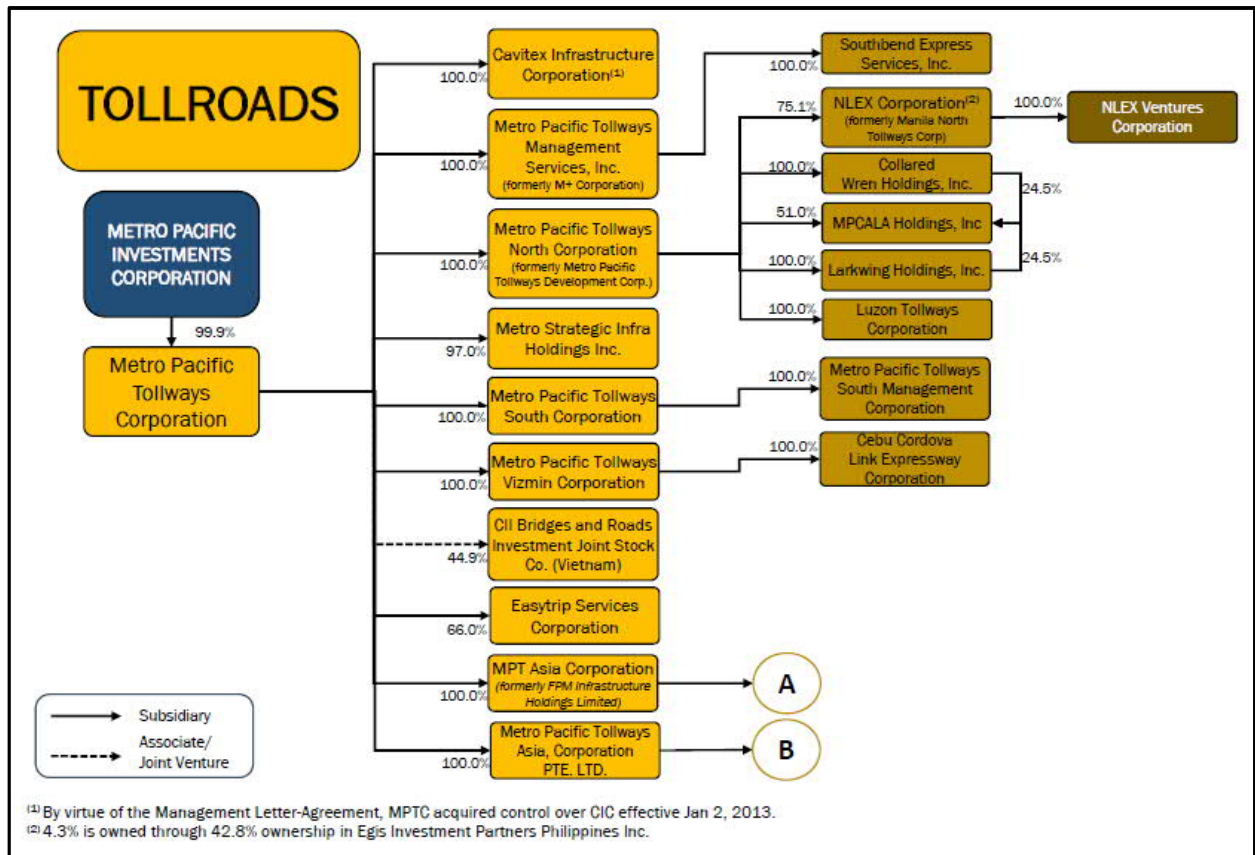 TOLLROADS
METRO PACIFIC
INVESTMENTS
CORPORATION
99.9%
Metro Pacific
Tollways
Corporation
100.0%
Cavitex Infrastructure
Corporation(1)
100.0%
Metro Pacific Tollways
Management
Services, Inc.
(formerly M+ Corporation)
100.0%
Metro Pacific Tollways
North Corporation
(formerly Metro Pacific
Tollways Development Corp.)
97.0%
Metro Strategic Infra
Holdings Inc.
100.0%
Metro Pacific Tollways
South Corporation
100.0%
Metro Pacific Tollways
Vizmin Corporation
44.9%
CII Bridges and Roads
Investment Joint Stock
Co. (Vietnam)
66.0%
Easytrip Services
Corporation
100.0%
MPT Asia Corporation
(formerly FPM Infrastructure
Holdings Limited)
100.0%
Metro Pacific Tollways
Asia, Corporation
PTE. LTD.
100.0%
Southbend Express
Services, Inc.
75.1%
NLEX Corporation(2)
(formerly Manila North
Tollways Corp)
100.0%
NLEX Ventures
Corporation
100.0%
Collared
Wren Holdings, Inc.
24.5%
51.0%
MPCALA Holdings, Inc
100.0%
Larkwing Holdings, Inc.
24.5%
100.0%
Luzon Tollways
Corporation
100.0%
Metro Pacific Tollways
South Management
Corporation
100.0%
Cebu Cordova
Link Expressway
Corporation
A
B
Subsidiary
Associate/
Joint Venture
(1) By virtue of the Management Letter-Agreement, MPTC acquired control over CIC effective Jan 2, 2013.
(2) 4.3% is owned through 42.8% ownership in Egis Investment Partners Philippines Inc.